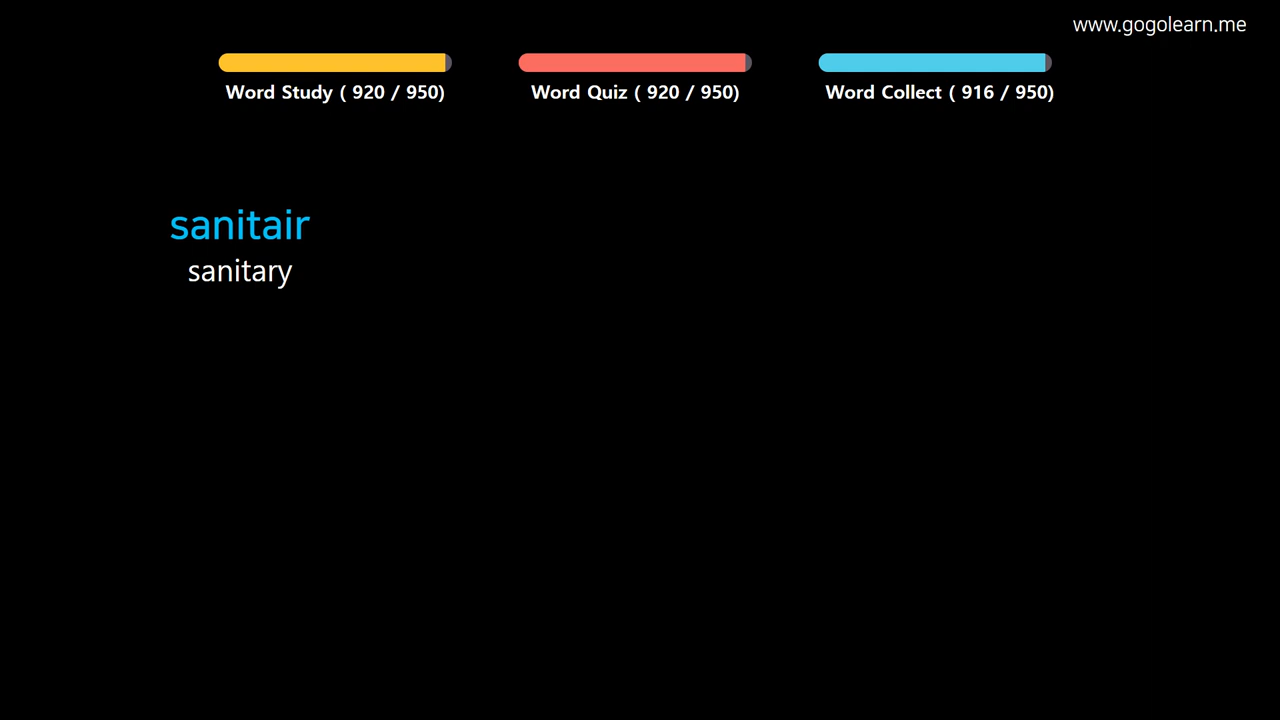 www.gogolearn.me
Word Study ( 920 / 950)
Word Quiz ( 920 / 950)
Word Collect ( 916 / 950)
sanitair
sanitary